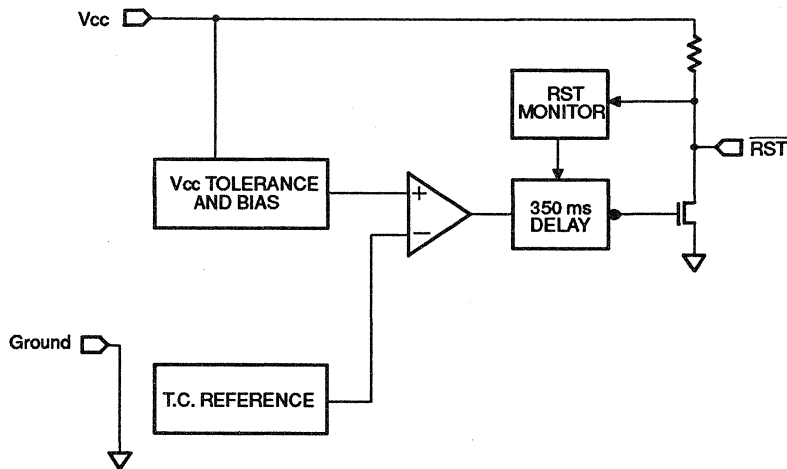 Vcc
RST
MONITOR
RST
Vcc TOLERANCE
AND BIAS
+
−
350 ms
DELAY
Ground
T.C. REFERENCE